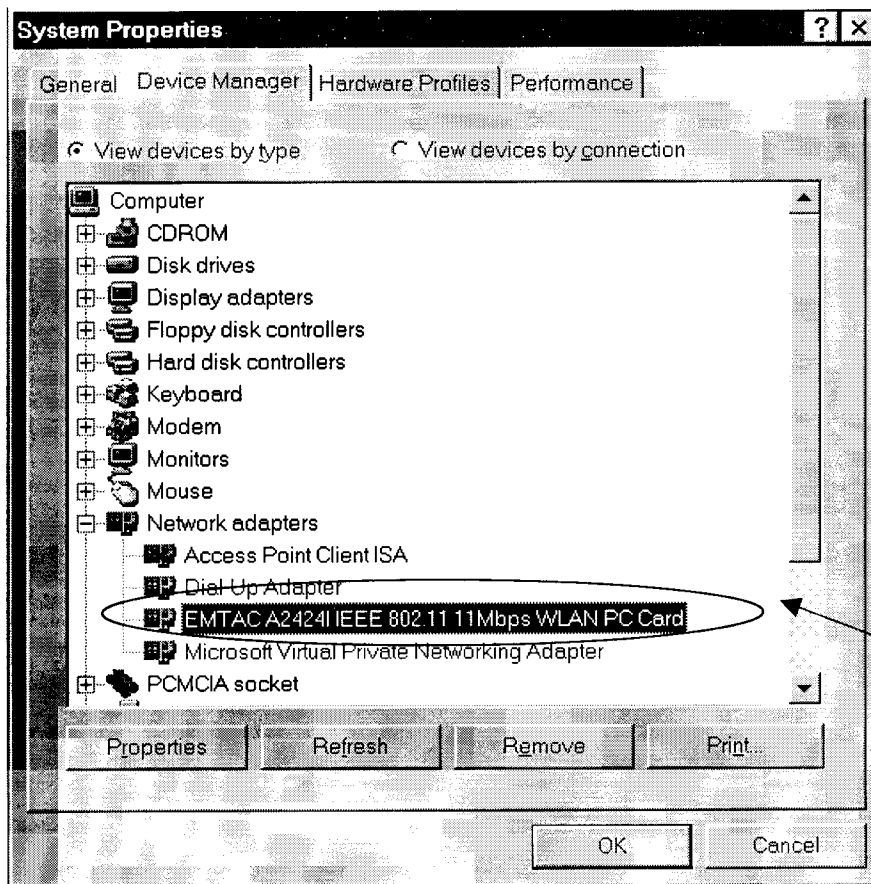 System Properties ? ×
General Device Manager Hardware Profiles Performance
View devices by type View devices by connection
Computer
CDROM
Disk drives
Display adapters
Floppy disk controllers
Hard disk controllers
Keyboard
Modem
Monitors
Mouse
Network adapters
Access Point Client ISA
Dial-Up Adapter
EMTAC A2424I IEEE 802.11 11Mbps WLAN PC Card
Microsoft Virtual Private Networking Adapter
PCMCIA socket
Properties Refresh Remove Print...
OK Cancel